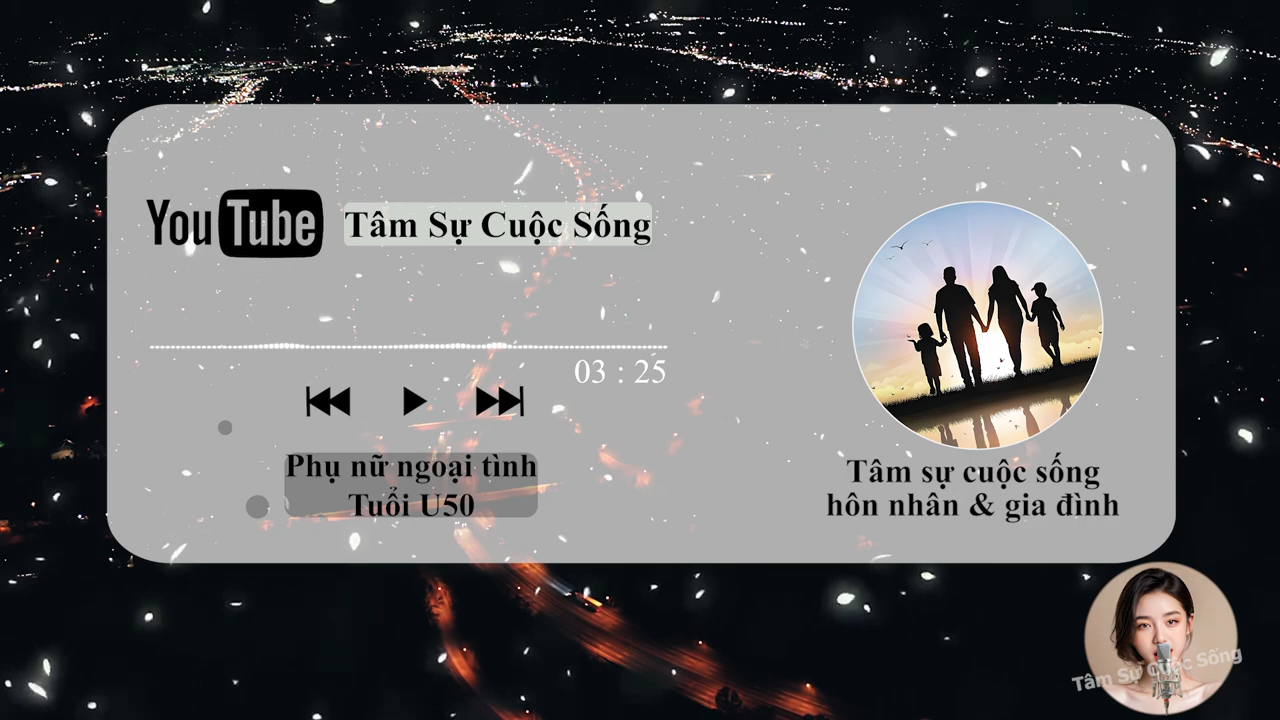 YouTube
Tâm Sự Cuộc Sống
03 : 25
Phụ nữ ngoại tình
Tuổi U50
Tâm sự cuộc sống
hôn nhân & gia đình
Tâm Sự Cuộc Sống